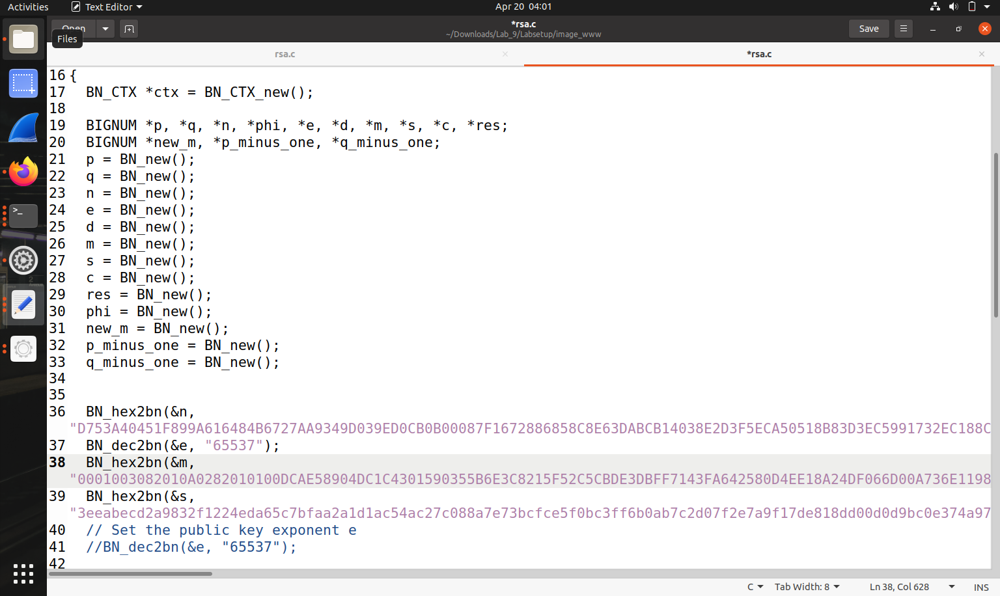 Activities
Text Editor
Apr 20 04:01
Open
*rsa.c
~/Downloads/Lab_9/Labsetup/image_www
Save
Files
rsa.c
*rsa.c
16 {
17 BN_CTX *ctx = BN_CTX_new();
18
19 BIGNUM *p, *q, *n, *phi, *e, *d, *m, *s, *c, *res;
20 BIGNUM *new_m, *p_minus_one, *q_minus_one;
21 p = BN_new();
22 q = BN_new();
23 n = BN_new();
24 e = BN_new();
25 d = BN_new();
26 m = BN_new();
27 s = BN_new();
28 c = BN_new();
29 res = BN_new();
30 phi = BN_new();
31 new_m = BN_new();
32 p_minus_one = BN_new();
33 q_minus_one = BN_new();
34
35
36 BN_hex2bn(&n,
"D753A40451F899A616484B6727AA9349D039ED0CB0B00087F1672886858C8E63DABCB14038E2D3F5ECA50518B83D3EC5991732EC188C
37 BN_dec2bn(&e, "65537");
38 BN_hex2bn(&m,
"0001003082010A0282010100DCAE58904DC1C4301590355B6E3C8215F52C5CBDE3DBFF7143FA642580D4EE18A24DF066D00A736E1198
39 BN_hex2bn(&s,
"3eeabecd2a9832f1224eda65c7bfaa2a1d1ac54ac27c088a7e73bcfce5f0bc3ff6b0ab7c2d07f2e7a9f17de818dd00d0d9bc0e374a97
40 // Set the public key exponent e
41 //BN_dec2bn(&e, "65537");
42
C
Tab Width: 8
Ln 38, Col 628
INS